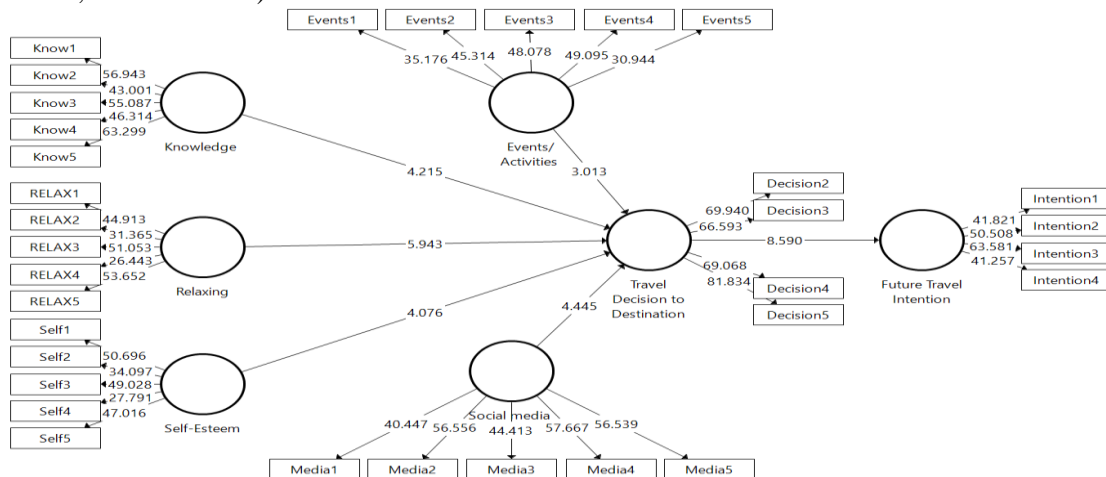 Events1
Events2
Events3
Events4
Events5
35.176
45.314
48.078
49.095
30.944
Events/
Activities
3.013
Know1
Know2
Know3
Know4
Know5
56.943
43.001
55.087
46.314
63.299
Knowledge
4.215
RELAX1
RELAX2
RELAX3
RELAX4
RELAX5
44.913
31.365
51.053
26.443
53.652
Relaxing
5.943
Self1
Self2
Self3
Self4
Self5
50.696
34.097
49.028
27.791
47.016
Self-Esteem
4.076
Social media
4.445
40.447
56.556
44.413
57.667
56.539
Media1
Media2
Media3
Media4
Media5
Travel
Decision to
Destination
69.940
66.593
69.068
81.834
Decision2
Decision3
Decision4
Decision5
8.590
Future Travel
Intention
41.821
50.508
63.581
41.257
Intention1
Intention2
Intention3
Intention4